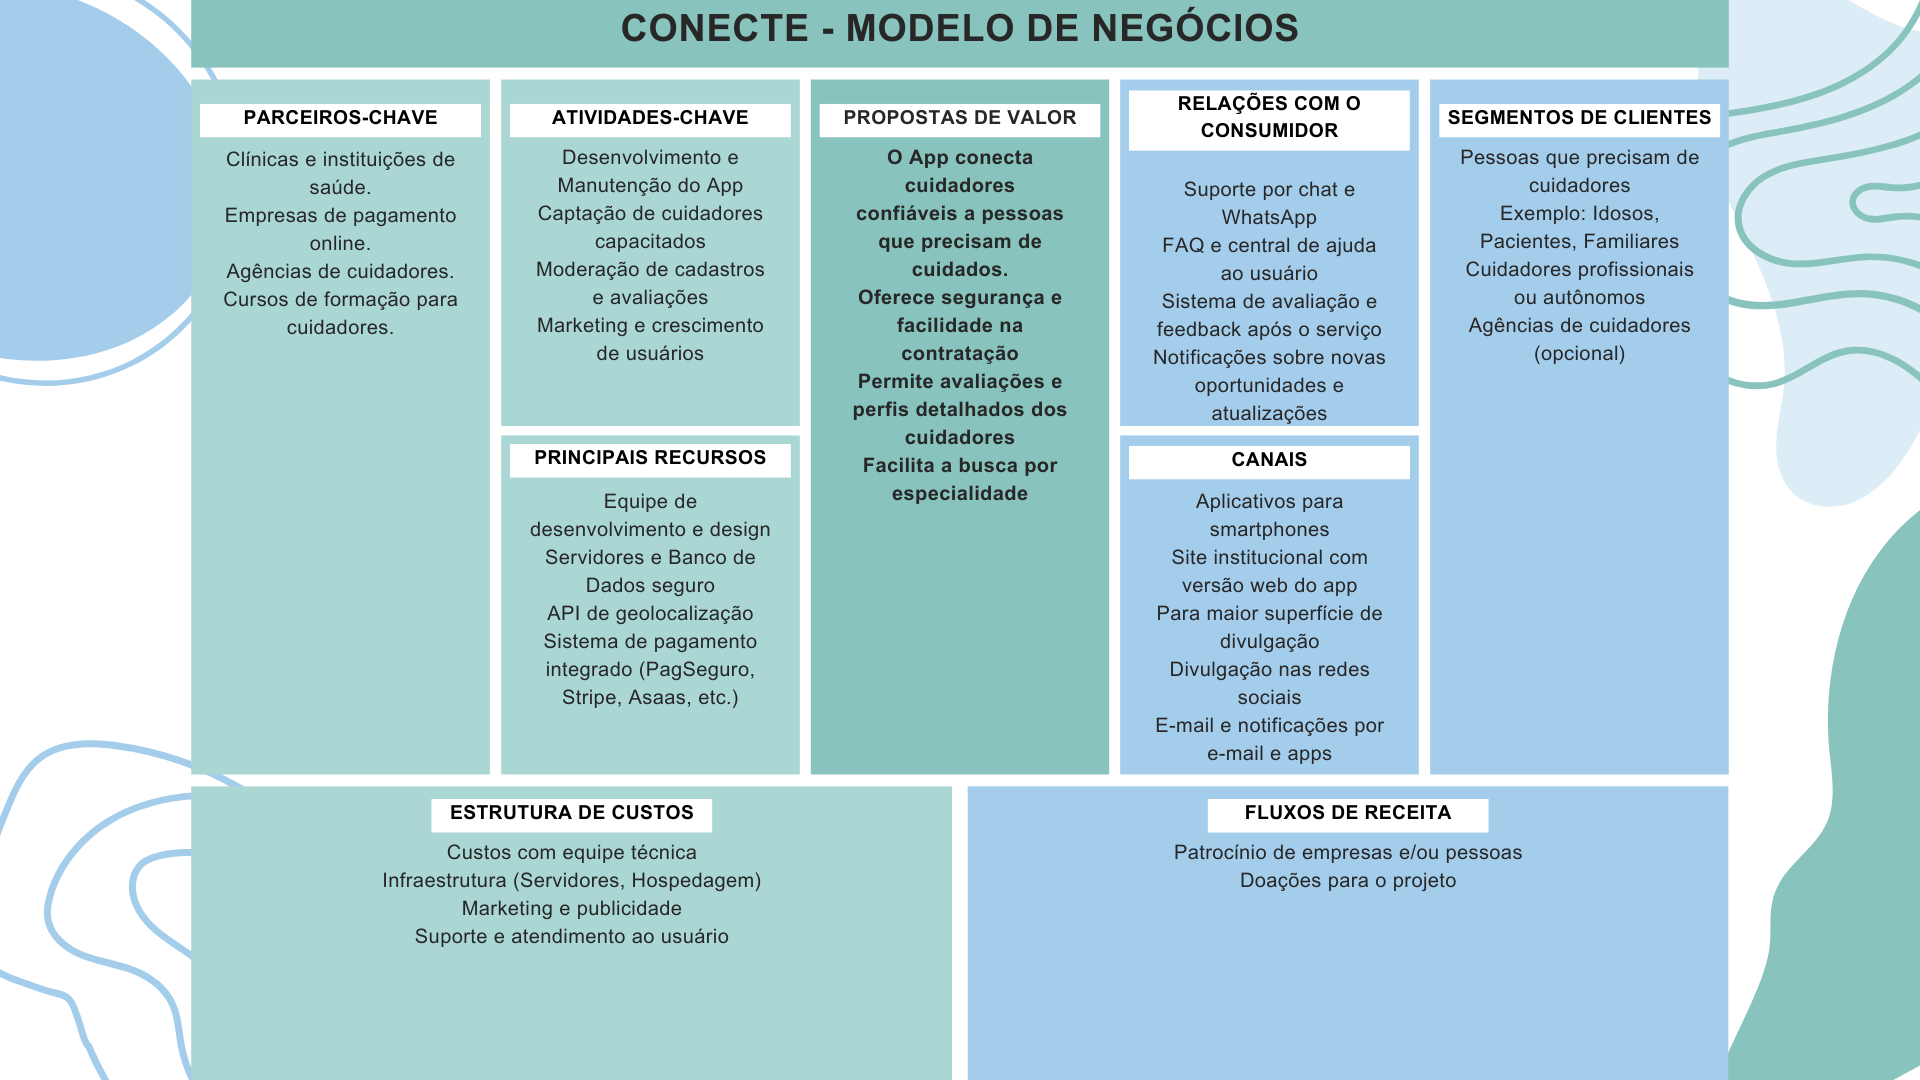 CONECTE - MODELO DE NEGÓCIOS
PARCEIROS-CHAVE
Clínicas e instituições de
saúde.
Empresas de pagamento
online.
Agências de cuidadores.
Cursos de formação para
cuidadores.
ATIVIDADES-CHAVE
Desenvolvimento e
Manutenção do App
Captação de cuidadores
capacitados
Moderação de cadastros
e avaliações
Marketing e crescimento
de usuários
PRINCIPAIS RECURSOS
Equipe de
desenvolvimento e design
Servidores e Banco de
Dados seguro
API de geolocalização
Sistema de pagamento
integrado (PagSeguro,
Stripe, Asaas, etc.)
PROPOSTAS DE VALOR
O App conecta
cuidadores
confiáveis a pessoas
que precisam de
cuidados.
Oferece segurança e
facilidade na
contratação
Permite avaliações e
perfis detalhados dos
cuidadores
Facilita a busca por
especialidade
RELAÇÕES COM O
CONSUMIDOR
Suporte por chat e
WhatsApp
FAQ e central de ajuda
ao usuário
Sistema de avaliação e
feedback após o serviço
Notificações sobre novas
oportunidades e
atualizações
CANAIS
Aplicativos para
smartphones
Site institucional com
versão web do app
Para maior superfície de
divulgação
Divulgação nas redes
sociais
E-mail e notificações por
e-mail e apps
SEGMENTOS DE CLIENTES
Pessoas que precisam de
cuidadores
Exemplo: Idosos,
Pacientes, Familiares
Cuidadores profissionais
ou autônomos
Agências de cuidadores
(opcional)
ESTRUTURA DE CUSTOS
Custos com equipe técnica
Infraestrutura (Servidores, Hospedagem)
Marketing e publicidade
Suporte e atendimento ao usuário
FLUXOS DE RECEITA
Patrocínio de empresas e/ou pessoas
Doações para o projeto